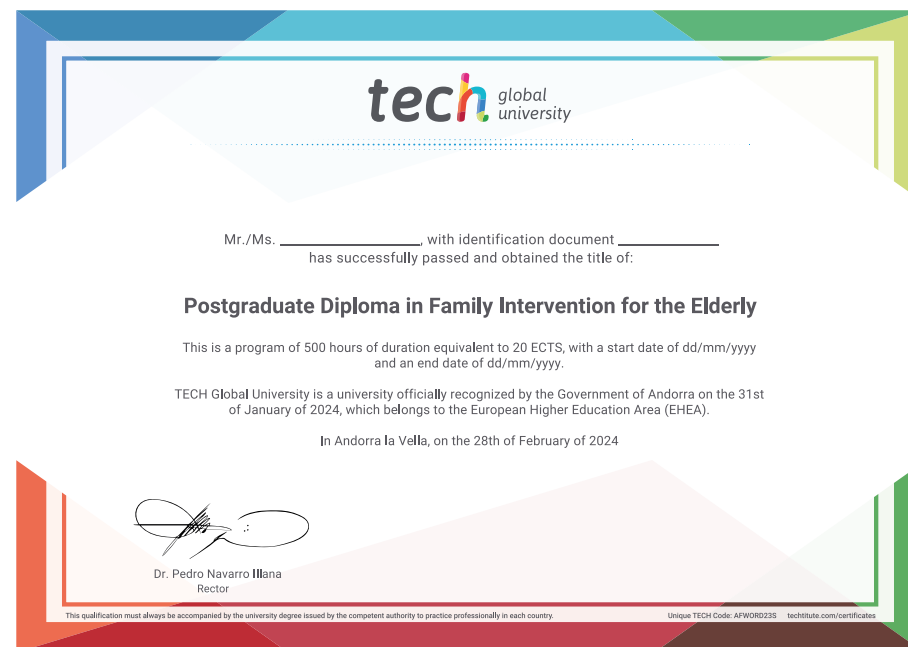 tech global
university
Mr./Ms. ____________, with identification document ____________
has successfully passed and obtained the title of:
Postgraduate Diploma in Family Intervention for the Elderly
This is a program of 500 hours of duration equivalent to 20 ECTS, with a start date of dd/mm/yyyy
and an end date of dd/mm/yyyy.
TECH Global University is a university officially recognized by the Government of Andorra on the 31st
of January of 2024, which belongs to the European Higher Education Area (EHEA).
In Andorra la Vella, on the 28th of February of 2024
Dr. Pedro Navarro Illana
Rector
This qualification must always be accompanied by the university degree issued by the competent authority to practice professionally in each country. Unique TECH Code: AFWORD23S techtitute.com/certificates